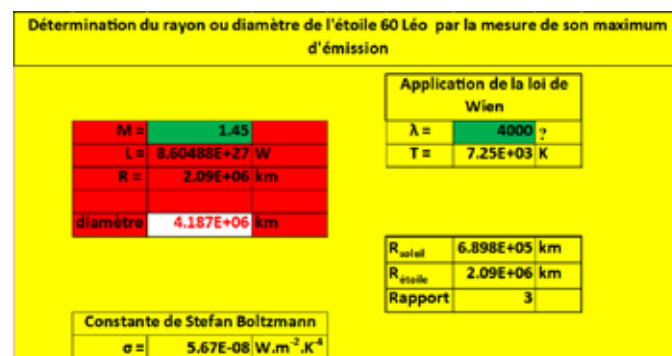 Détermination du rayon ou diamètre de l'étoile 60 Léo par la mesure de son maximum
d'émission
Application de la loi de
Wien
M = 1.45
λ = 4000 ?
L = 8.60488E+27 W
T = 7.25E+03 K
R = 2.09E+06 km
diamètre 4.187E+06 km
Rsoleil 6.898E+05 km
Rétoile 2.09E+06 km
Rapport 3
Constante de Stefan Boltzmann
σ = 5.67E-08 W.m-2.K-4